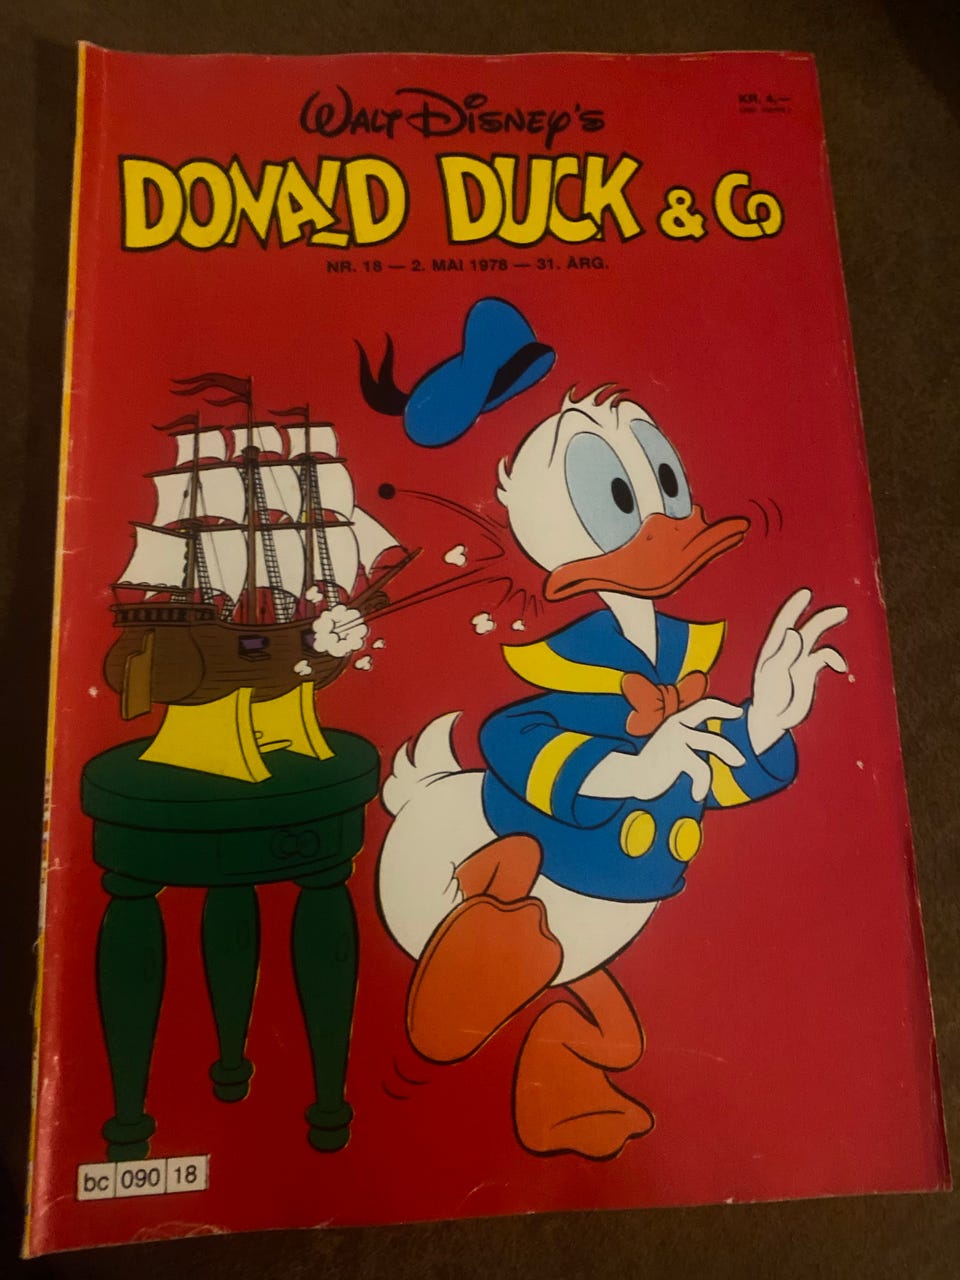 WALT DISNEY'S
KR. 4,—
DONALD DUCK & Co
NR. 18 — 2. MAI 1978 — 31. ÅRG.
bc 090 18